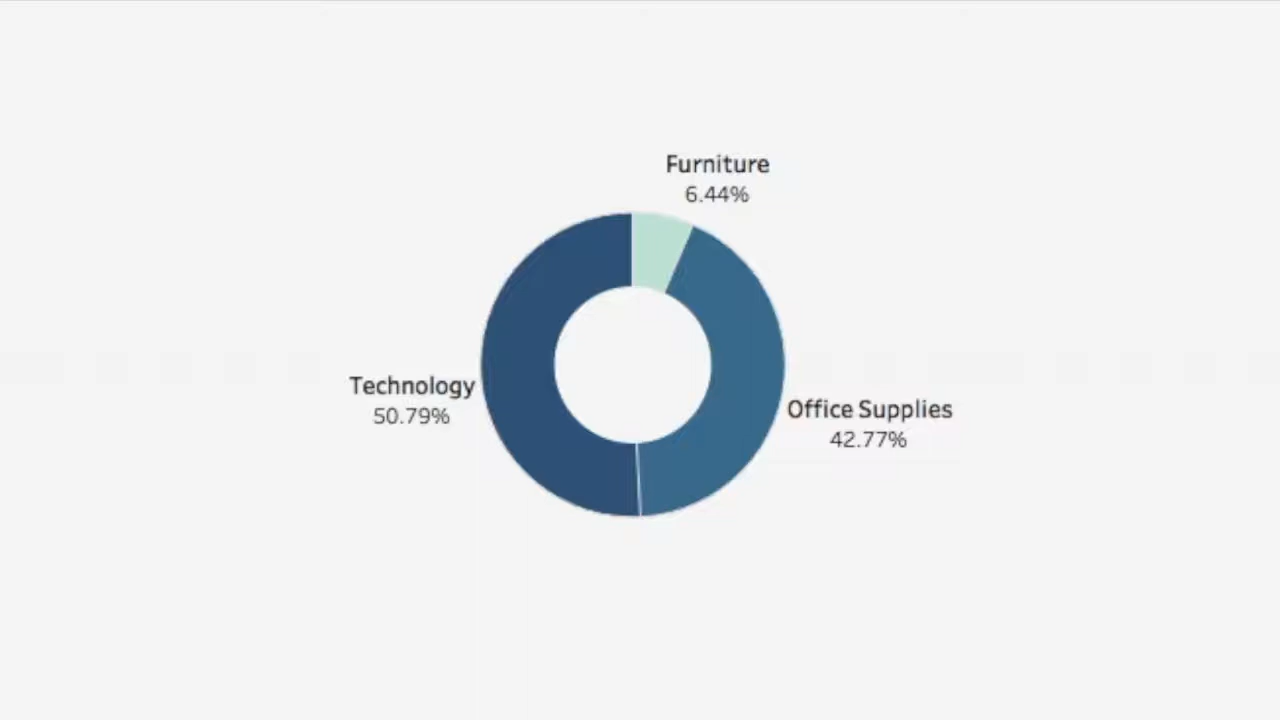 Furniture
6.44%
Technology
50.79%
Office Supplies
42.77%